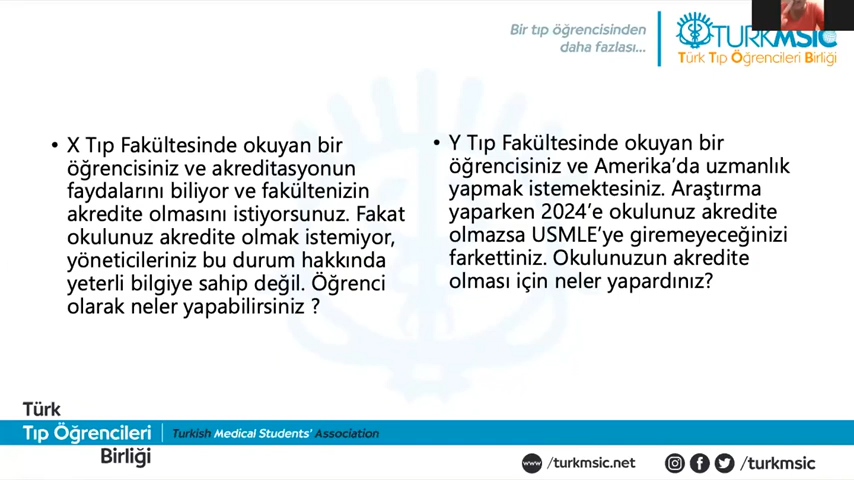 Bir tıp öğrencisinden
daha fazlası...
TURKMSIC
Türk Tıp Öğrencileri Birliği
• X Tıp Fakültesinde okuyan bir
öğrencisiniz ve akreditasyonun
faydalarını biliyor ve fakültenizin
akredite olmasını istiyorsunuz. Fakat
okulunuz akredite olmak istemiyor,
yöneticileriniz bu durum hakkında
yeterli bilgiye sahip değil. Öğrenci
olarak neler yapabilirsiniz ?
• Y Tıp Fakültesinde okuyan bir
öğrencisiniz ve Amerika’da uzmanlık
yapmak istemektesiniz. Araştırma
yaparken 2024’e okulunuz akredite
olmazsa USMLE’ye giremeyeceğinizi
farkettiniz. Okulunuzun akredite
olması için neler yapardınız?
Türk
Tıp Öğrencileri
Birliği
Turkish Medical Students' Association
www /turkmsic.net
/turkmsic